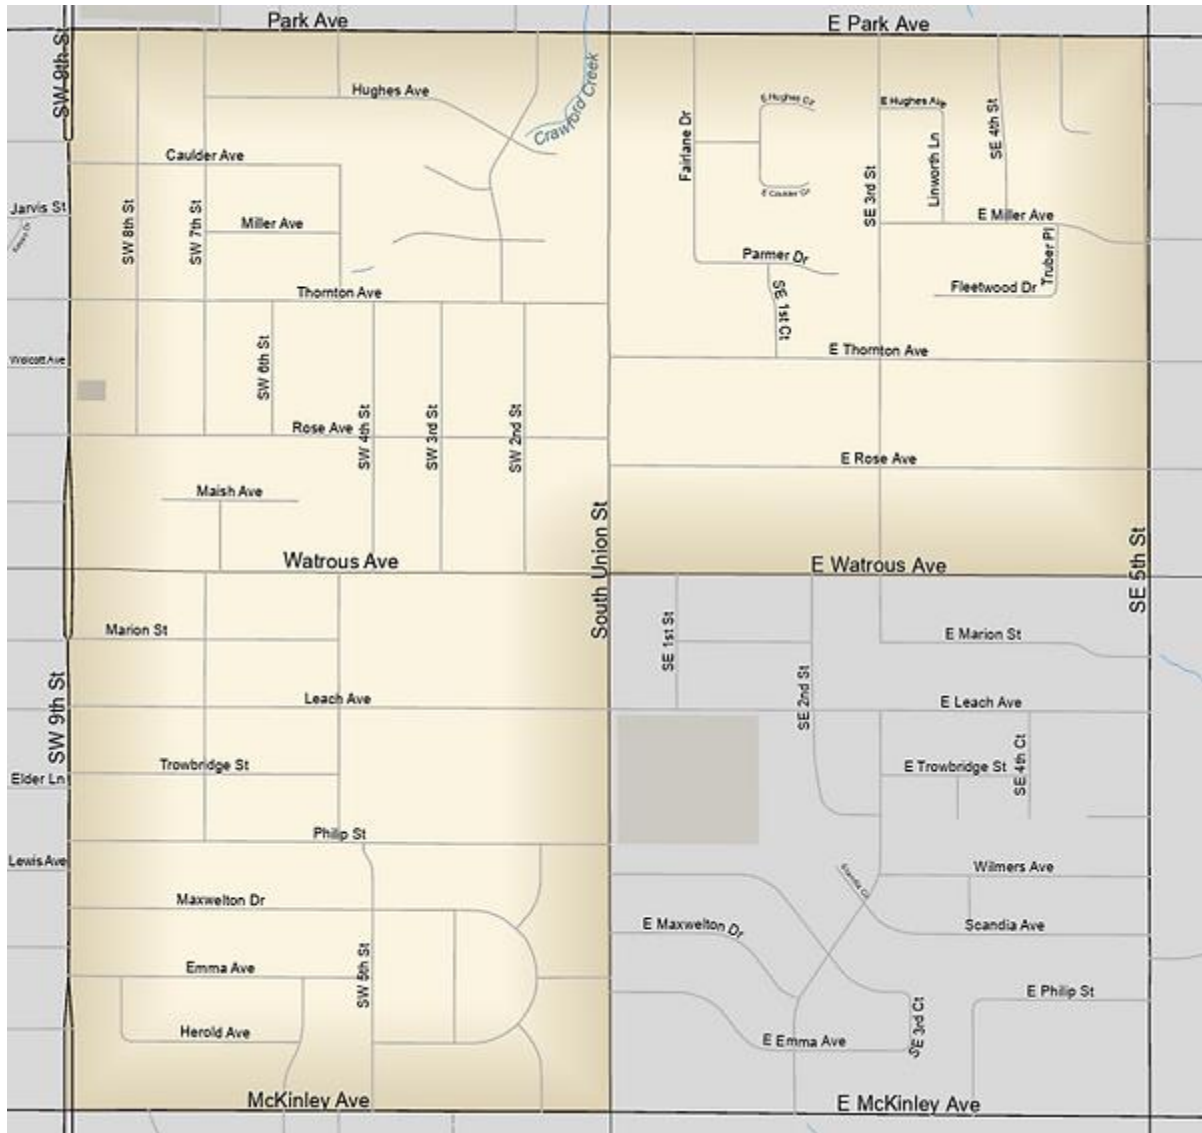 Park Ave
E Park Ave
SW 9th St
Hughes Ave
Crawford Creek
E Hughes Ct
E Hughes Ave
Fairlane Dr
SE 4th St
Linworth Ln
Caulder Ave
SE 3rd St
E Caulder Ct
Jarvis St
SW 8th St
SW 7th St
Miller Ave
E Miller Ave
Truber Pl
Parmer Dr
SE 1st Ct
Fleetwood Dr
Thornton Ave
E Thornton Ave
Wolcott Ave
SW 6th St
Rose Ave
SW 4th St
SW 3rd St
SW 2nd St
E Rose Ave
Maish Ave
South Union St
SE 5th St
Watrous Ave
E Watrous Ave
Marion St
SE 1st St
E Marion St
SW 9th St
Leach Ave
SE 2nd St
E Leach Ave
Elder Ln
Trowbridge St
E Trowbridge St
SE 4th Ct
Philip St
Lewis Ave
Wilmers Ave
Scandia Ct
Maxwelton Dr
E Maxwelton Dr
Scandia Ave
Emma Ave
SW 5th St
E Philip St
Herold Ave
E Emma Ave
SE 3rd Ct
McKinley Ave
E McKinley Ave